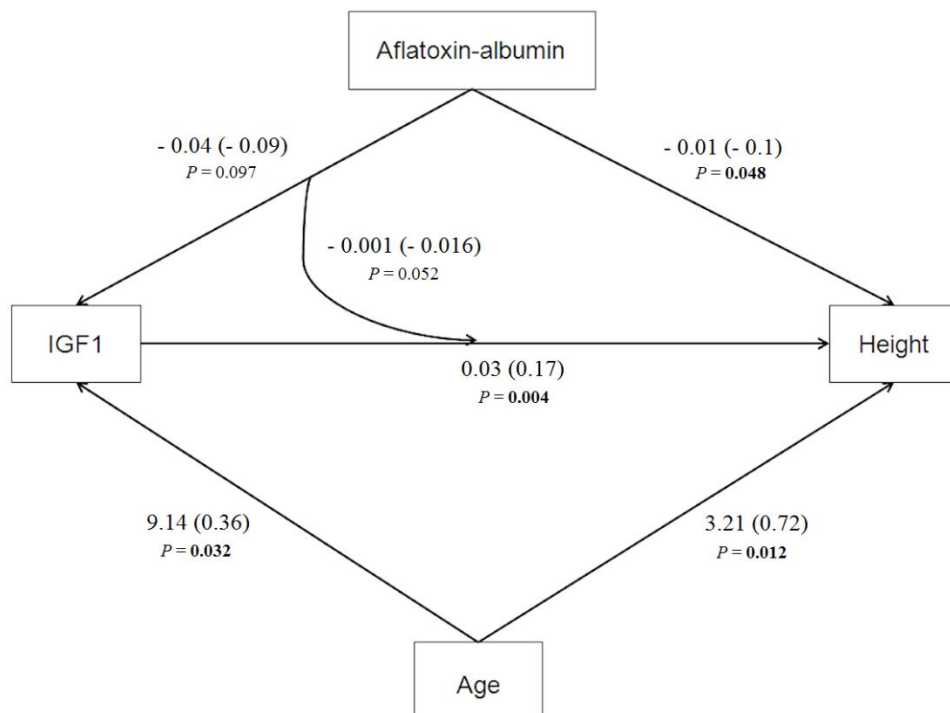 Aflatoxin-albumin
- 0.04 (- 0.09)
P = 0.097
- 0.01 (- 0.1)
P = 0.048
- 0.001 (- 0.016)
P = 0.052
IGF1
Height
0.03 (0.17)
P = 0.004
9.14 (0.36)
P = 0.032
3.21 (0.72)
P = 0.012
Age